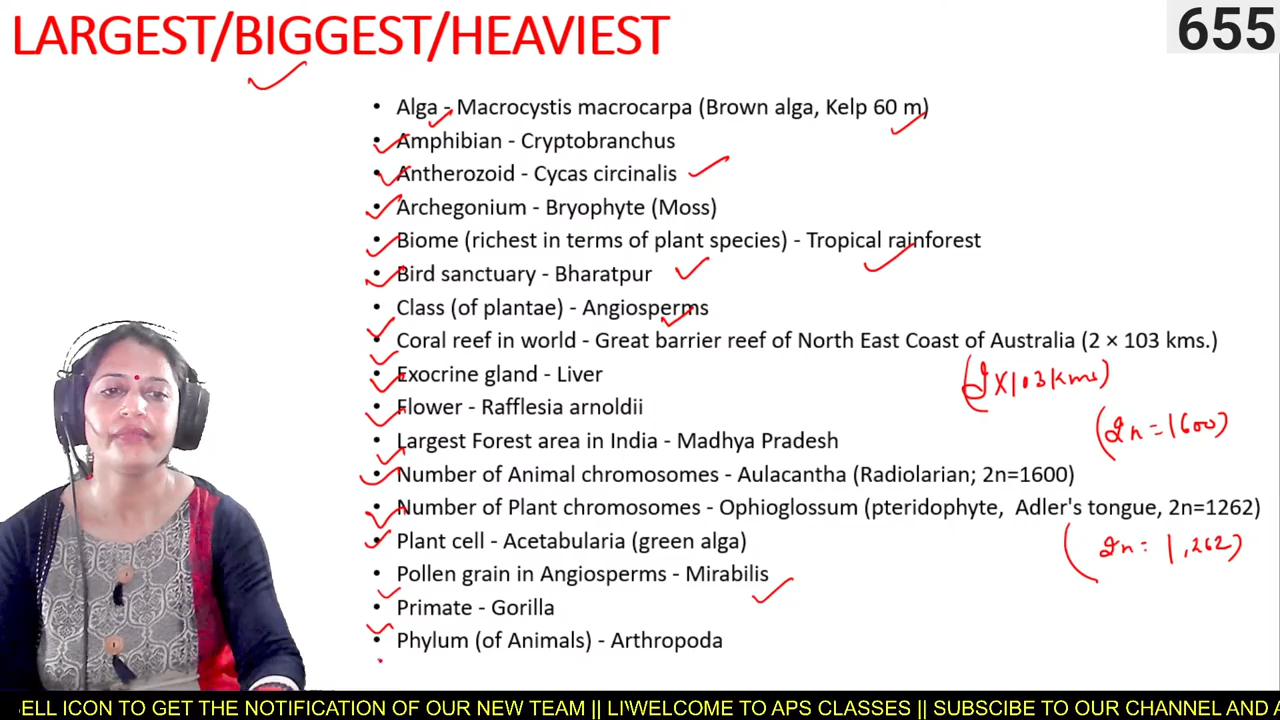 LARGEST/BIGGEST/HEAVIEST
655
• Alga - Macrocystis macrocarpa (Brown alga, Kelp 60 m)
• Amphibian - Cryptobranchus
• Antherozoid - Cycas circinalis
• Archegonium - Bryophyte (Moss)
• Biome (richest in terms of plant species) - Tropical rainforest
• Bird sanctuary - Bharatpur
• Class (of plantae) - Angiosperms
• Coral reef in world - Great barrier reef of North East Coast of Australia (2 × 103 kms.)
• Exocrine gland - Liver
(2 X 103 kms)
• Flower - Rafflesia arnoldii
(2n = 1600)
• Largest Forest area in India - Madhya Pradesh
• Number of Animal chromosomes - Aulacantha (Radiolarian; 2n=1600)
• Number of Plant chromosomes - Ophioglossum (pteridophyte, Adler's tongue, 2n=1262)
• Plant cell - Acetabularia (green alga)
(2n = 1,262)
• Pollen grain in Angiosperms - Mirabilis
• Primate - Gorilla
• Phylum (of Animals) - Arthropoda
ELL ICON TO GET THE NOTIFICATION OF OUR NEW TEAM || LI'WELCOME TO APS CLASSES || SUBSCIBE TO OUR CHANNEL AND